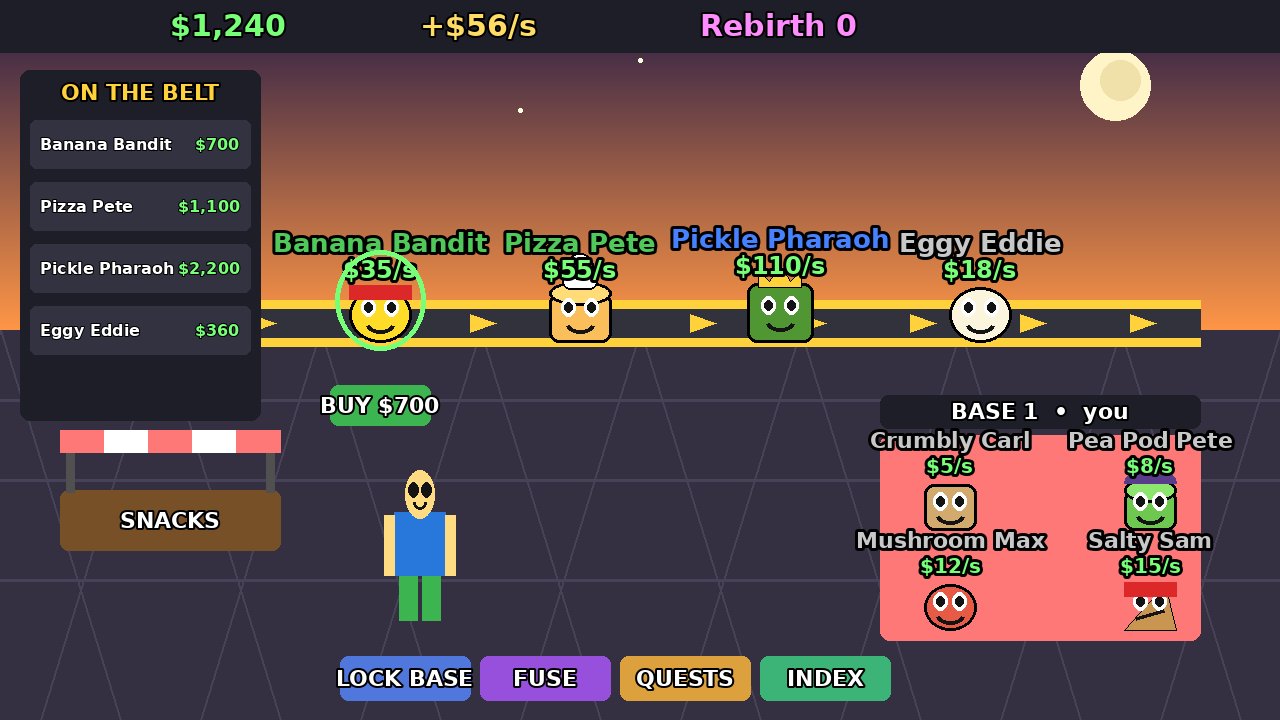 $1,240
+$56/s
Rebirth 0
ON THE BELT
Banana Bandit $700
Pizza Pete $1,100
Pickle Pharaoh $2,200
Eggy Eddie $360
Banana Bandit
$35/s
Pizza Pete
$55/s
Pickle Pharaoh
$110/s
Eggy Eddie
$18/s
BUY $700
SNACKS
BASE 1 • you
Crumbly Carl
$5/s
Pea Pod Pete
$8/s
Mushroom Max
$12/s
Salty Sam
$15/s
LOCK BASE
FUSE
QUESTS
INDEX